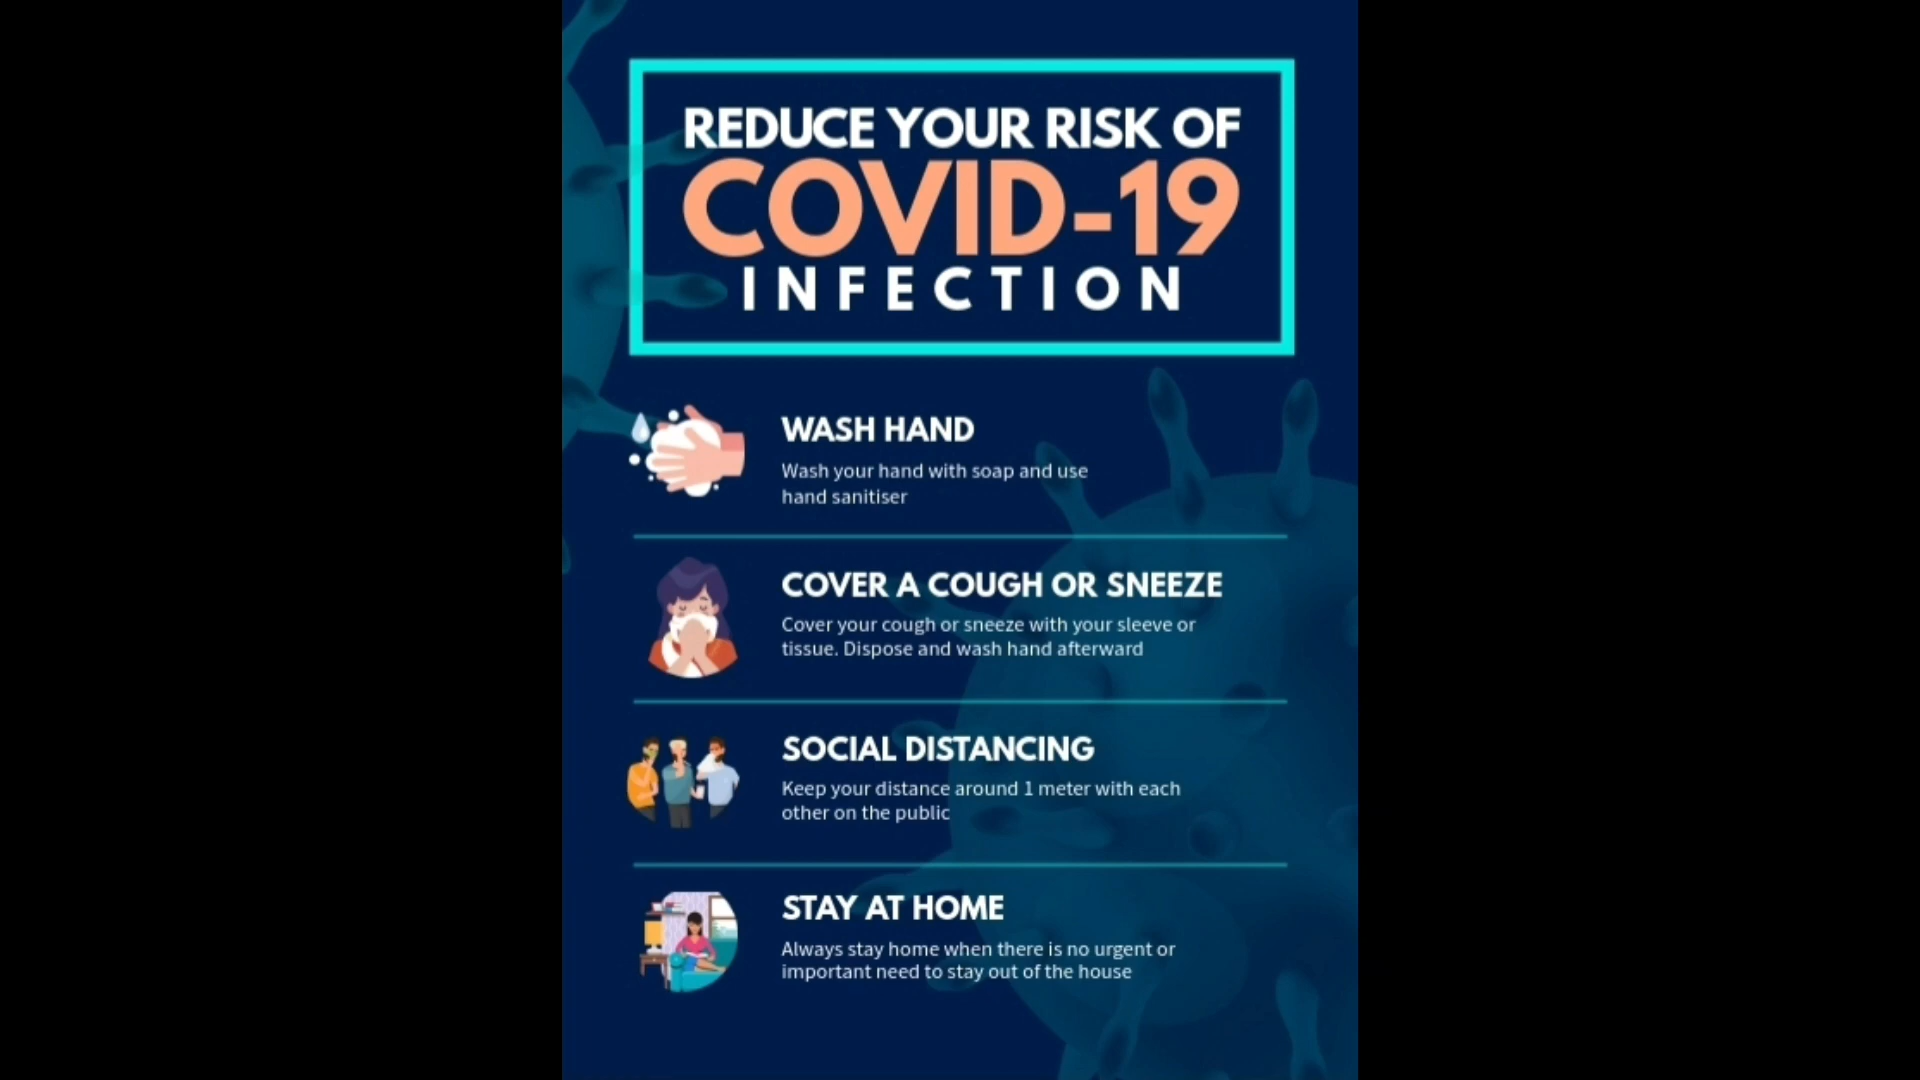 REDUCE YOUR RISK OF
COVID-19
INFECTION
WASH HAND
Wash your hand with soap and use
hand sanitiser
COVER A COUGH OR SNEEZE
Cover your cough or sneeze with your sleeve or
tissue. Dispose and wash hand afterward
SOCIAL DISTANCING
Keep your distance around 1 meter with each
other on the public
STAY AT HOME
Always stay home when there is no urgent or
important need to stay out of the house